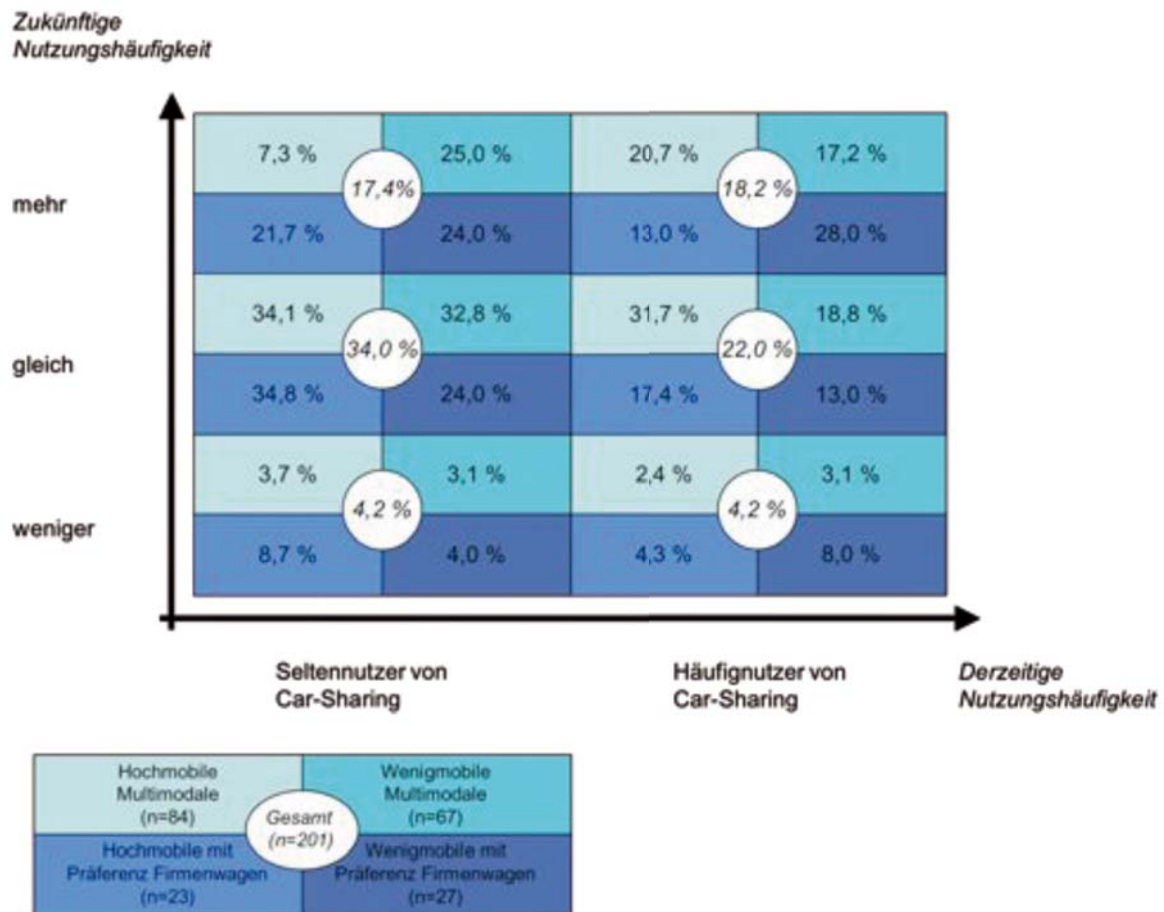 Zukünftige
Nutzungshäufigkeit
7,3 %
25,0 %
20,7 %
17,2 %
17,4%
18,2 %
mehr
21,7 %
24,0 %
13,0 %
28,0 %
34,1 %
32,8 %
31,7 %
18,8 %
34,0 %
22,0 %
gleich
34,8 %
24,0 %
17,4 %
13,0 %
3,7 %
3,1 %
2,4 %
3,1 %
4,2 %
4,2 %
weniger
8,7 %
4,0 %
4,3 %
8,0 %
Seltennutzer von
Car-Sharing
Häufignutzer von
Car-Sharing
Derzeitige
Nutzungshäufigkeit
Hochmobile
Multimodale
(n=84)
Wenigmobile
Multimodale
(n=67)
Gesamt
(n=201)
Hochmobile mit
Präferenz Firmenwagen
(n=23)
Wenigmobile mit
Präferenz Firmenwagen
(n=27)